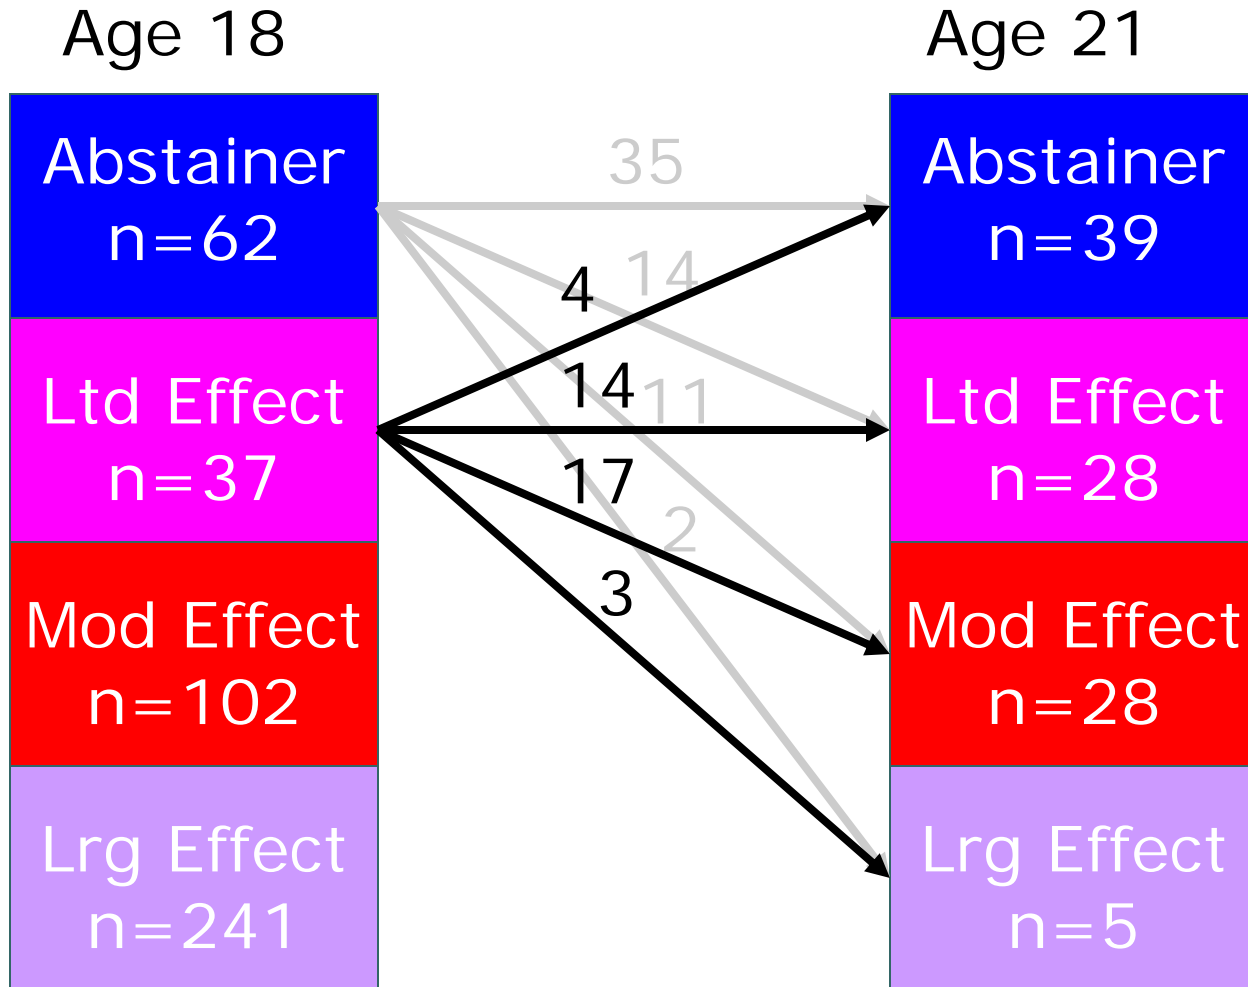 Age 18
Age 21
Abstainer
n=62
Ltd Effect
n=37
Mod Effect
n=102
Lrg Effect
n=241
35
14
4
14
11
17
2
3
Abstainer
n=39
Ltd Effect
n=28
Mod Effect
n=28
Lrg Effect
n=5